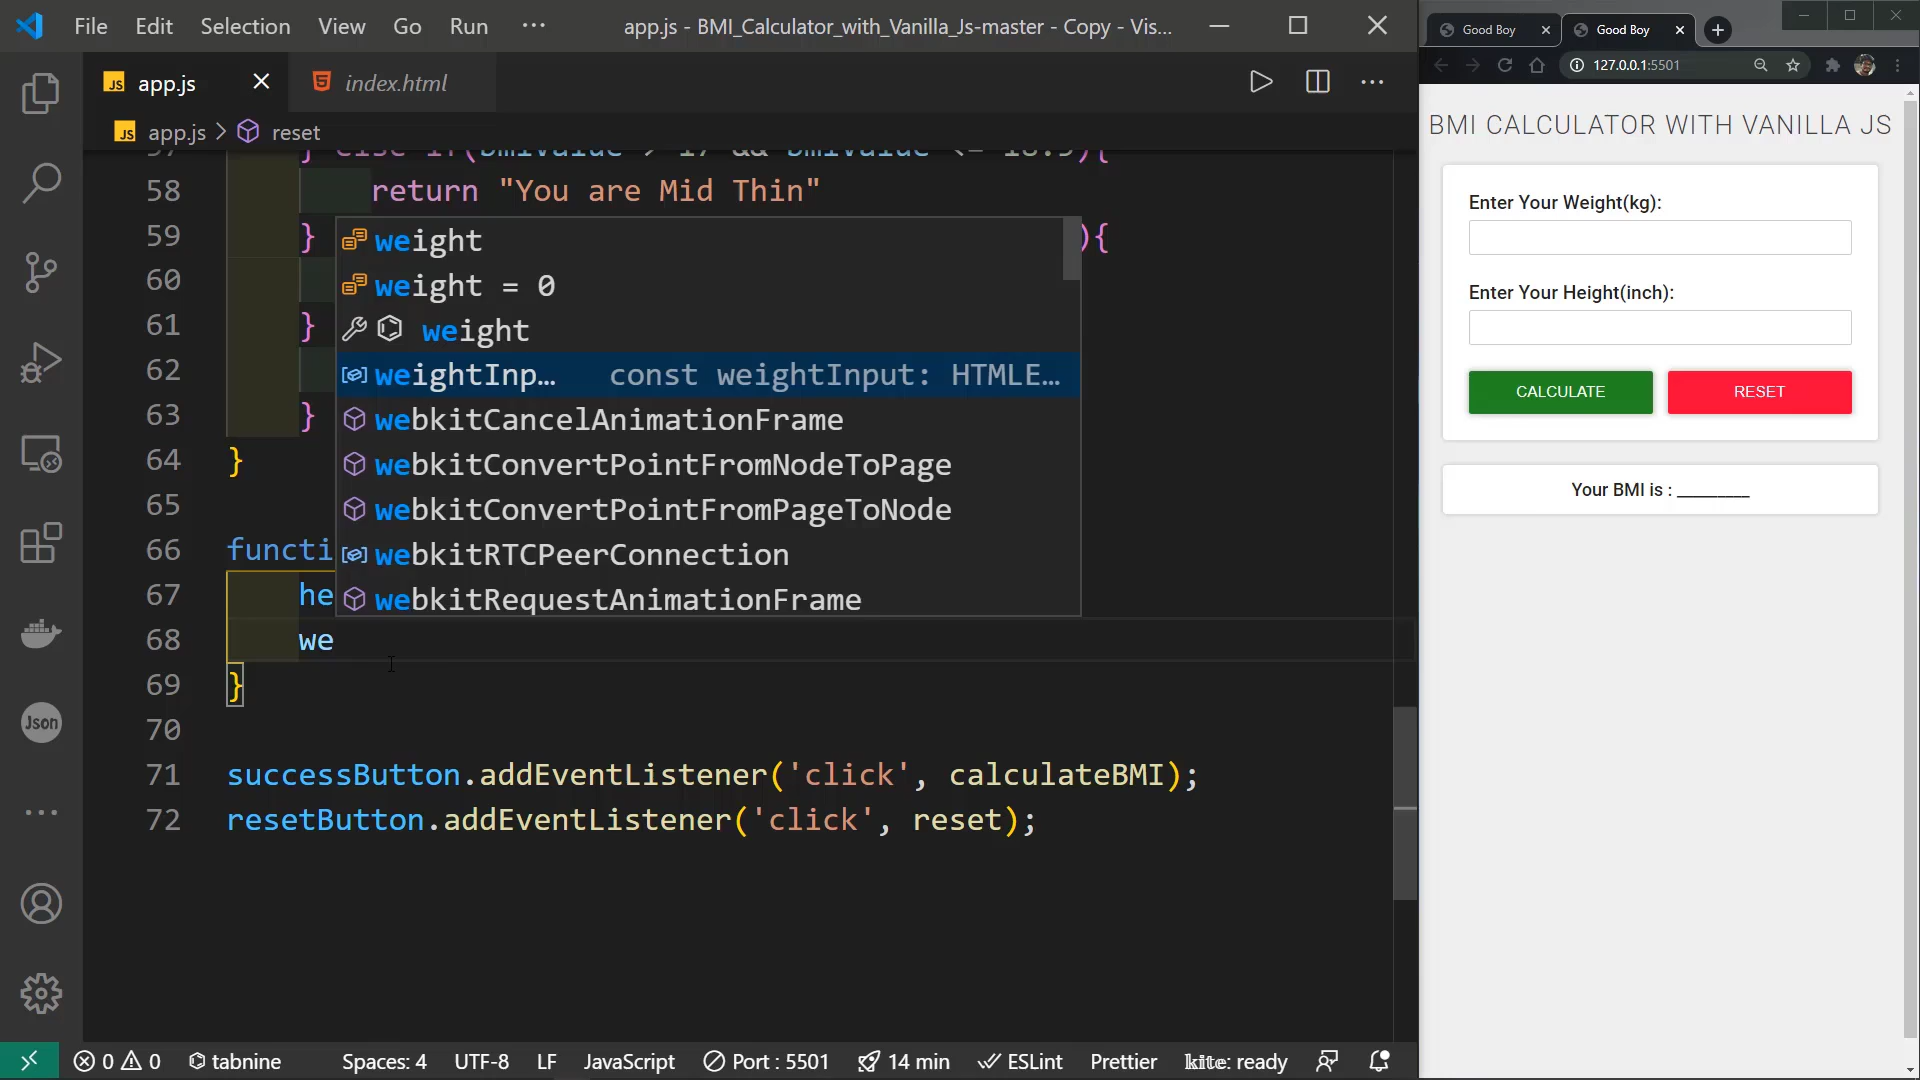 File Edit Selection View Go Run ··· app.js - BMI_Calculator_with_Vanilla_Js-master - Copy - Vis...
JS app.js index.html
JS app.js > reset
58 return "You are Mid Thin"
59 } ){
60
61 }
62
63 }
64 }
65
66 functi
67 he
68 we
69 }
70
71 successButton.addEventListener('click', calculateBMI);
72 resetButton.addEventListener('click', reset);
weight
weight = 0
weight
weightInp... const weightInput: HTMLE...
webkitCancelAnimationFrame
webkitConvertPointFromNodeToPage
webkitConvertPointFromPageToNode
webkitRTCPeerConnection
webkitRequestAnimationFrame
Json
0 0 tabnine Spaces: 4 UTF-8 LF JavaScript Port : 5501 14 min ESLint Prettier kite: ready
Good Boy Good Boy
127.0.0.1:5501
BMI CALCULATOR WITH VANILLA JS
Enter Your Weight(kg):
Enter Your Height(inch):
CALCULATE RESET
Your BMI is : _________